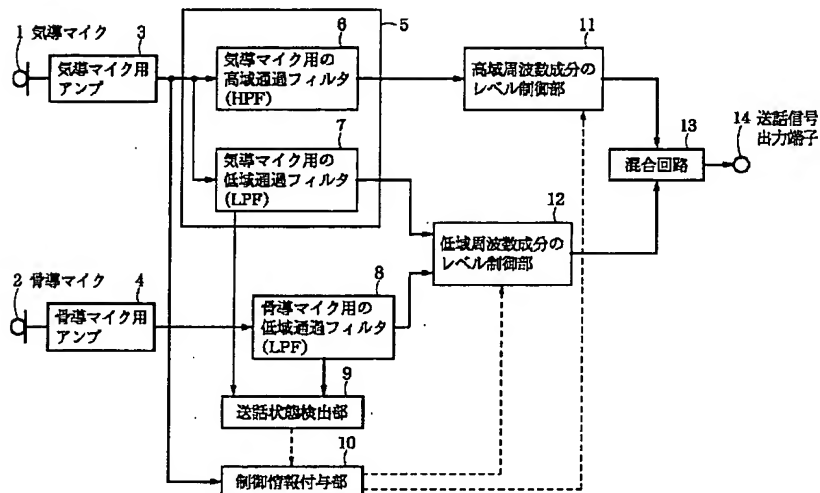 1 気導マイク
3
気導マイク用
アンプ
5
6
気導マイク用の
高域通過フィルタ
(HPF)
7
気導マイク用の
低域通過フィルタ
(LPF)
11
高域周波数成分の
レベル制御部
13
混合回路
14 送話信号
出力端子
12
低域周波数成分の
レベル制御部
2 骨導マイク
4
骨導マイク用
アンプ
8
骨導マイク用の
低域通過フィルタ
(LPF)
9
送話状態検出部
10
制御情報付与部